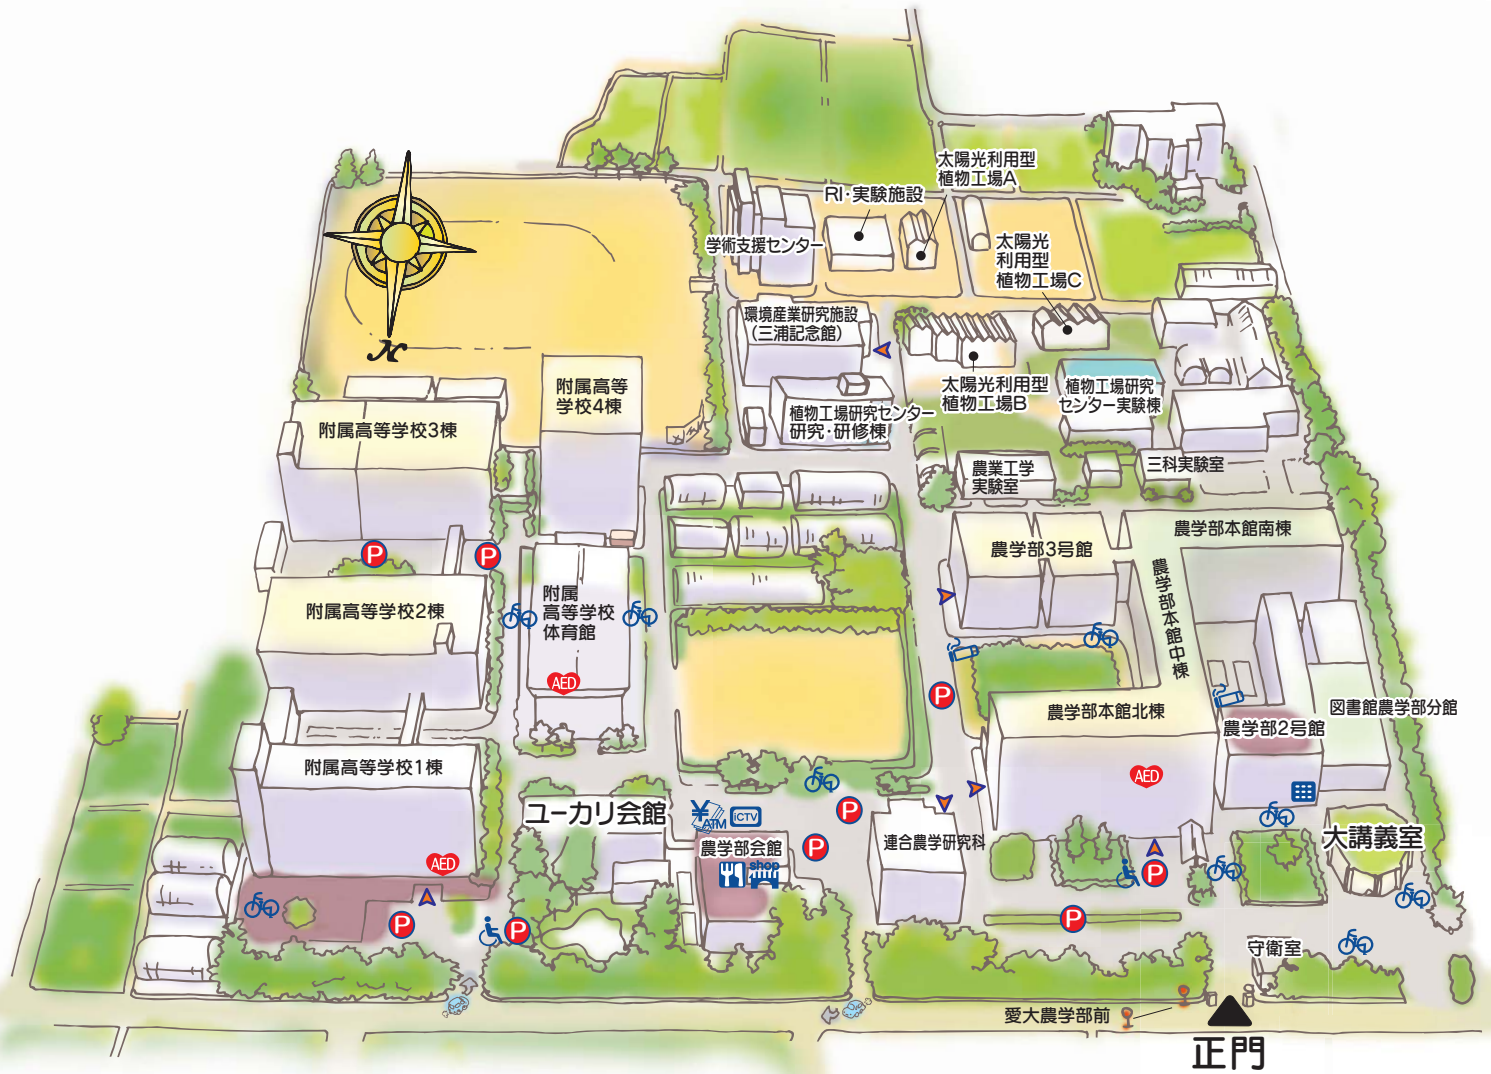 太陽光利用型
植物工場A
RI・実験施設
学術支援センター
太陽光
利用型
植物工場C
環境産業研究施設
(三浦記念館)
N
附属高等
学校4棟
太陽光利用型
植物工場B
植物工場研究
センター実験棟
植物工場研究センター
研究・研修棟
附属高等学校3棟
農業工学
実験室
三科実験室
農学部本館南棟
農学部3号館
P
P
農学部本館中棟
附属高等学校2棟
附属
高等学校
体育館
AED
P
農学部本館北棟
図書館農学部分館
農学部2号館
附属高等学校1棟
AED
ユーカリ会館
¥
ATM
iCTV
P
P
農学部会館
shop
連合農学研究科
大講義室
AED
P
P
P
P
守衛室
愛大農学部前
正門